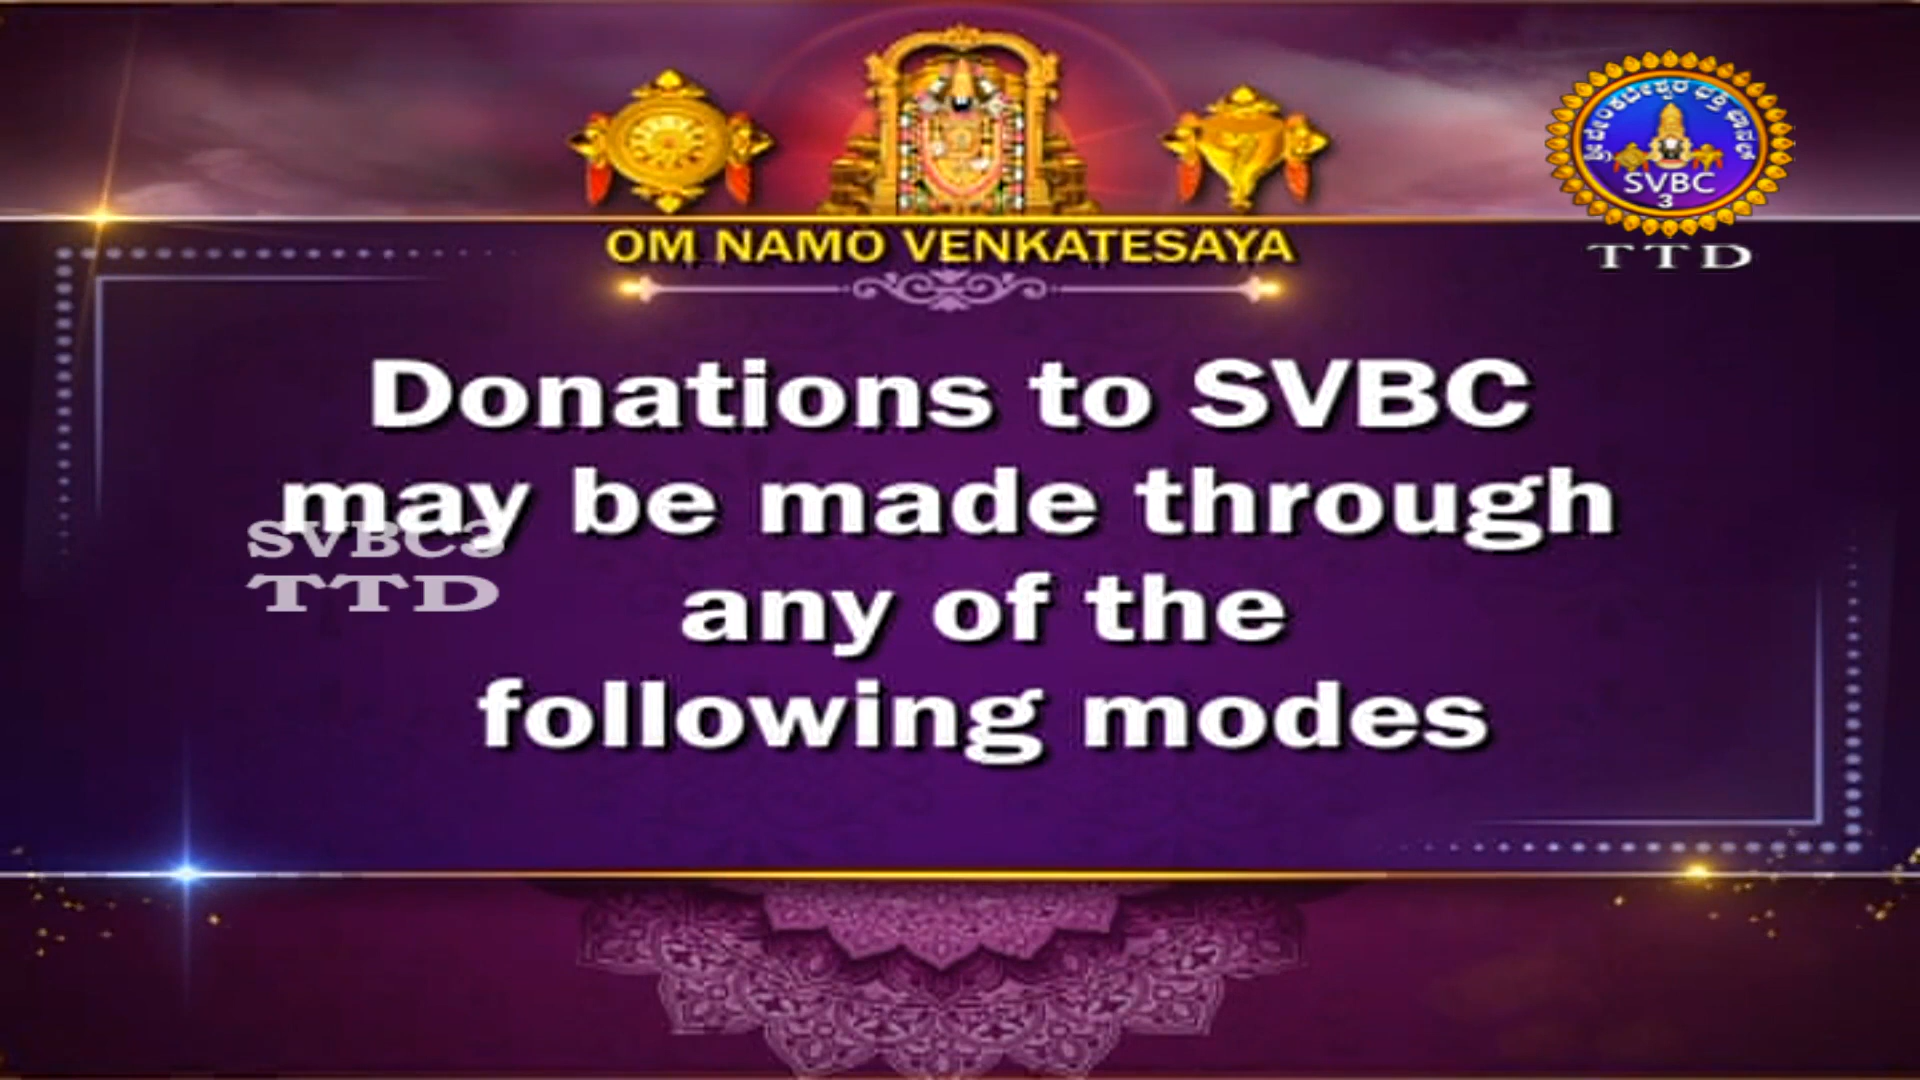 OM NAMO VENKATESAYA
SVBC
3
TTD
Donations to SVBC
may be made through
any of the
following modes
SVBC3
TTD